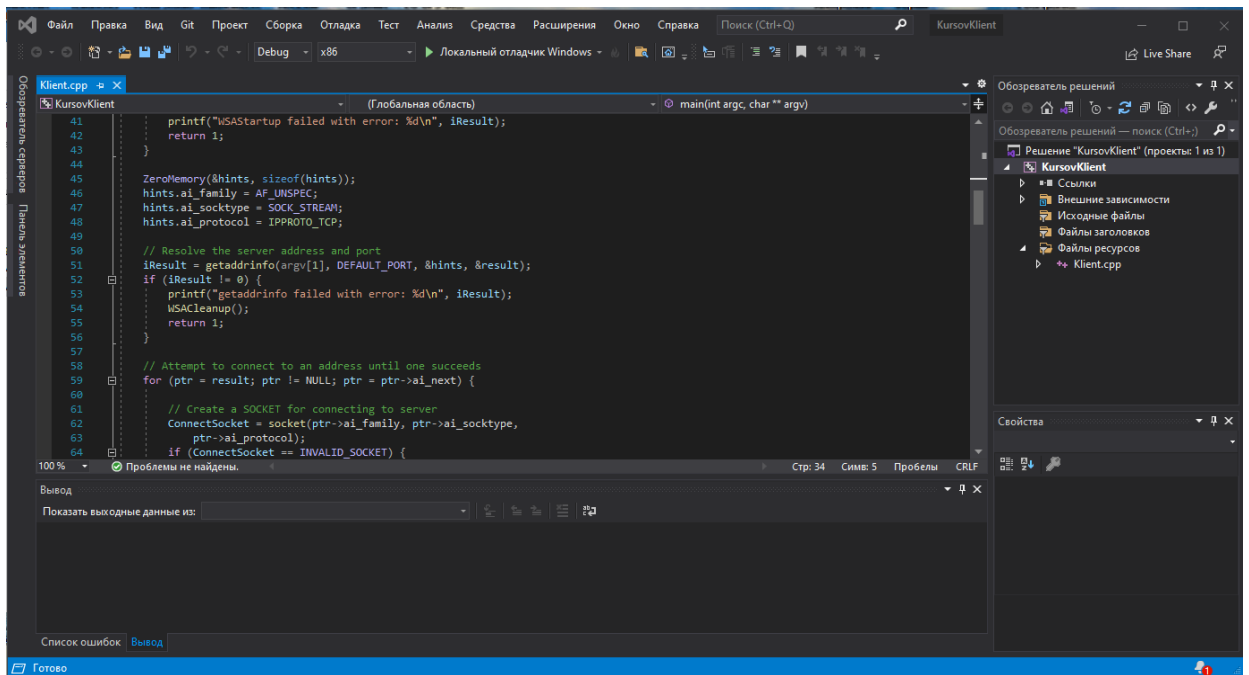 Файл Правка Вид Git Проект Сборка Отладка Тест Анализ Средства Расширения Окно Справка Поиск (Ctrl+Q) KursovKlient
Debug x86 Локальный отладчик Windows Live Share
Обозреватель серверов
Панель элементов
Klient.cpp
KursovKlient (Глобальная область) main(int argc, char ** argv)
41 printf("WSAStartup failed with error: %d\n", iResult);
42 return 1;
43 }
44
45 ZeroMemory(&hints, sizeof(hints));
46 hints.ai_family = AF_UNSPEC;
47 hints.ai_socktype = SOCK_STREAM;
48 hints.ai_protocol = IPPROTO_TCP;
49
50 // Resolve the server address and port
51 iResult = getaddrinfo(argv[1], DEFAULT_PORT, &hints, &result);
52 if (iResult != 0) {
53 printf("getaddrinfo failed with error: %d\n", iResult);
54 WSACleanup();
55 return 1;
56 }
57
58 // Attempt to connect to an address until one succeeds
59 for (ptr = result; ptr != NULL; ptr = ptr->ai_next) {
60
61 // Create a SOCKET for connecting to server
62 ConnectSocket = socket(ptr->ai_family, ptr->ai_socktype,
63 ptr->ai_protocol);
64 if (ConnectSocket == INVALID_SOCKET) {
100 % Проблемы не найдены. Стр: 34 Симв: 5 Пробелы CRLF
Вывод
Показать выходные данные из:
Список ошибок Вывод
Обозреватель решений
Обозреватель решений — поиск (Ctrl+;)
Решение "KursovKlient" (проекты: 1 из 1)
KursovKlient
Ссылки
Внешние зависимости
Исходные файлы
Файлы заголовков
Файлы ресурсов
Klient.cpp
Свойства
Готово 1